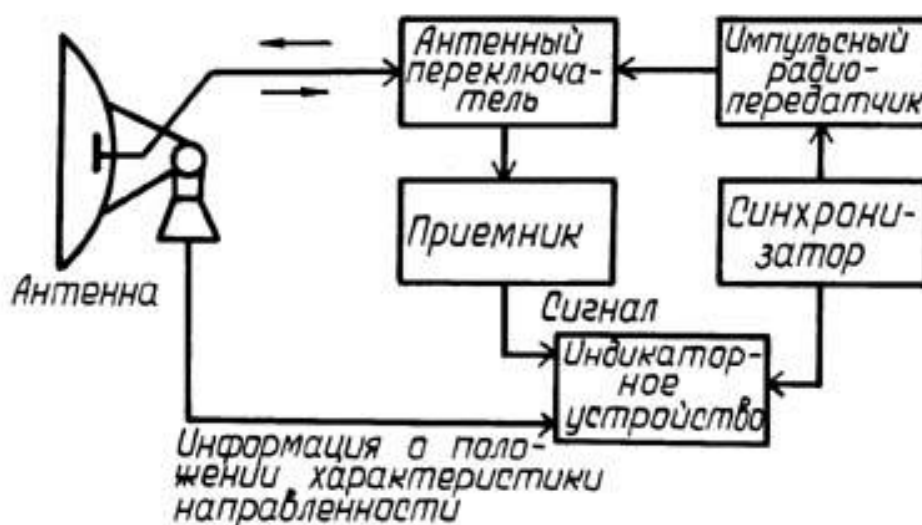 Антенный
переключа-
тель
Импульсный
радио-
передатчик
Приемник
Синхрони-
затор
Антенна
Сигнал
Индикатор-
ное
устройство
Информация о поло-
жении характеристики
направленности